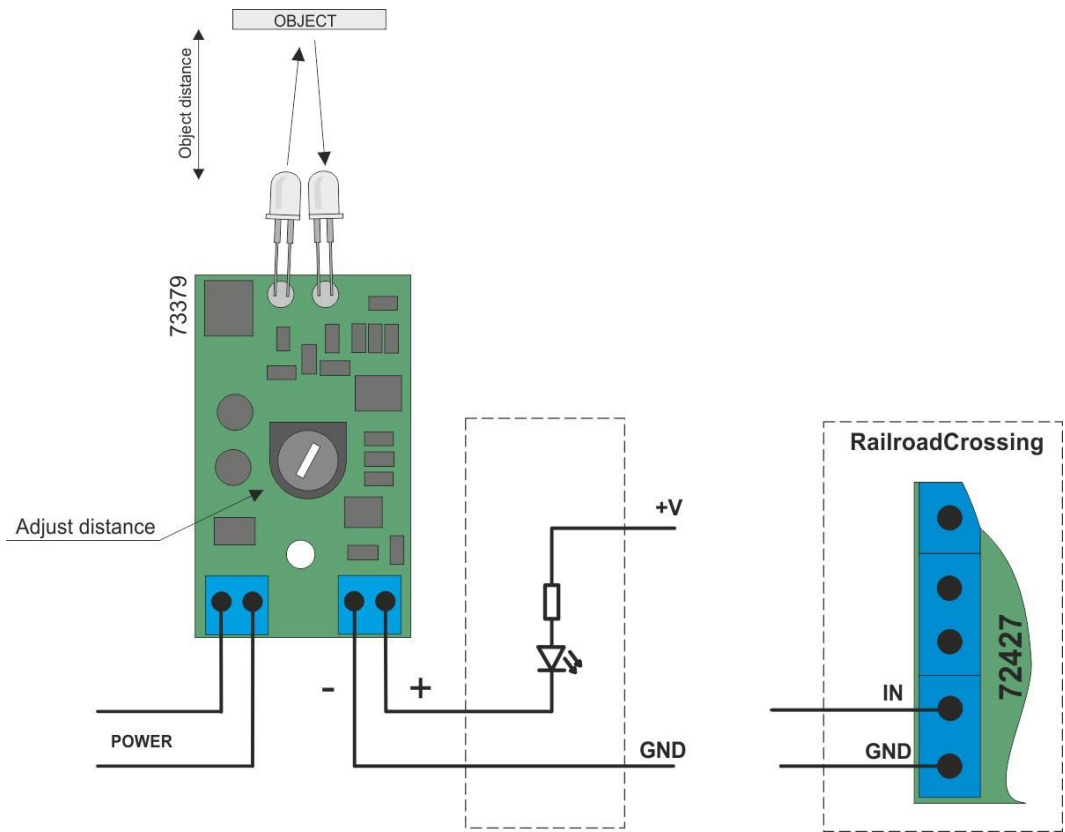 OBJECT
Object distance
73379
Adjust distance
RailroadCrossing
+V
72427
- +
IN
POWER
GND
GND